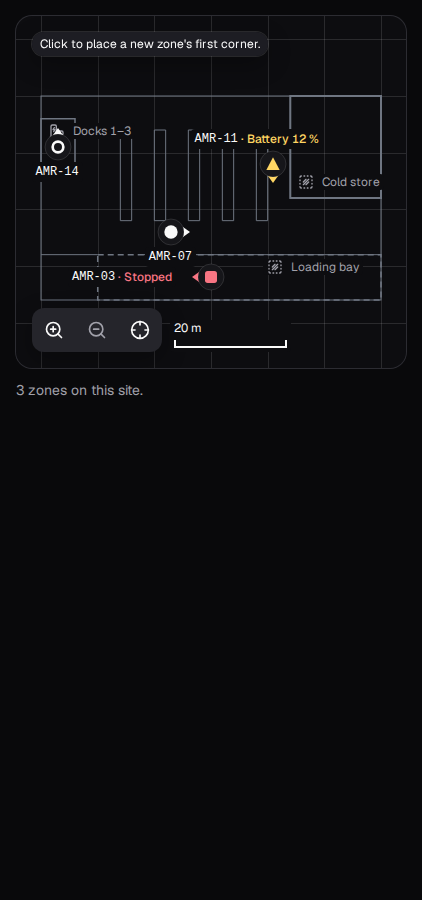 Click to place a new zone's first corner.
Docks 1–3
AMR-11 · Battery 12 %
AMR-14
Cold store
AMR-07
Loading bay
AMR-03 · Stopped
20 m
3 zones on this site.